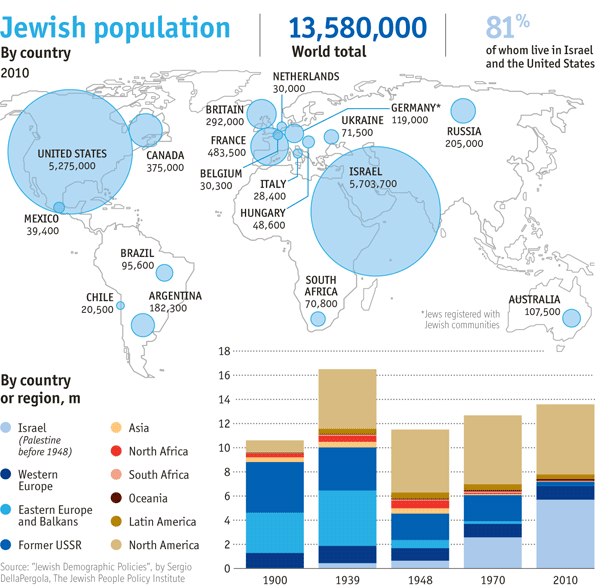 Jewish population
By country
2010
13,580,000
World total
81%
of whom live in Israel
and the United States
NETHERLANDS
30,000
BRITAIN
292,000
GERMANY*
119,000
UKRAINE
71,500
RUSSIA
205,000
FRANCE
483,500
UNITED STATES
5,275,000
CANADA
375,000
BELGIUM
30,300
ITALY
28,400
ISRAEL
5,703,700
HUNGARY
48,600
MEXICO
39,400
BRAZIL
95,600
CHILE
20,500
ARGENTINA
182,300
SOUTH
AFRICA
70,800
*Jews registered with
Jewish communities
AUSTRALIA
107,500
By country
or region, m
Israel
(Palestine
before 1948)
Western
Europe
Eastern Europe
and Balkans
Former USSR
Asia
North Africa
South Africa
Oceania
Latin America
North America
18
16
14
12
10
8
6
4
2
0
1900
1939
1948
1970
2010
Source: "Jewish Demographic Policies", by Sergio
DellaPergola, The Jewish People Policy Institute